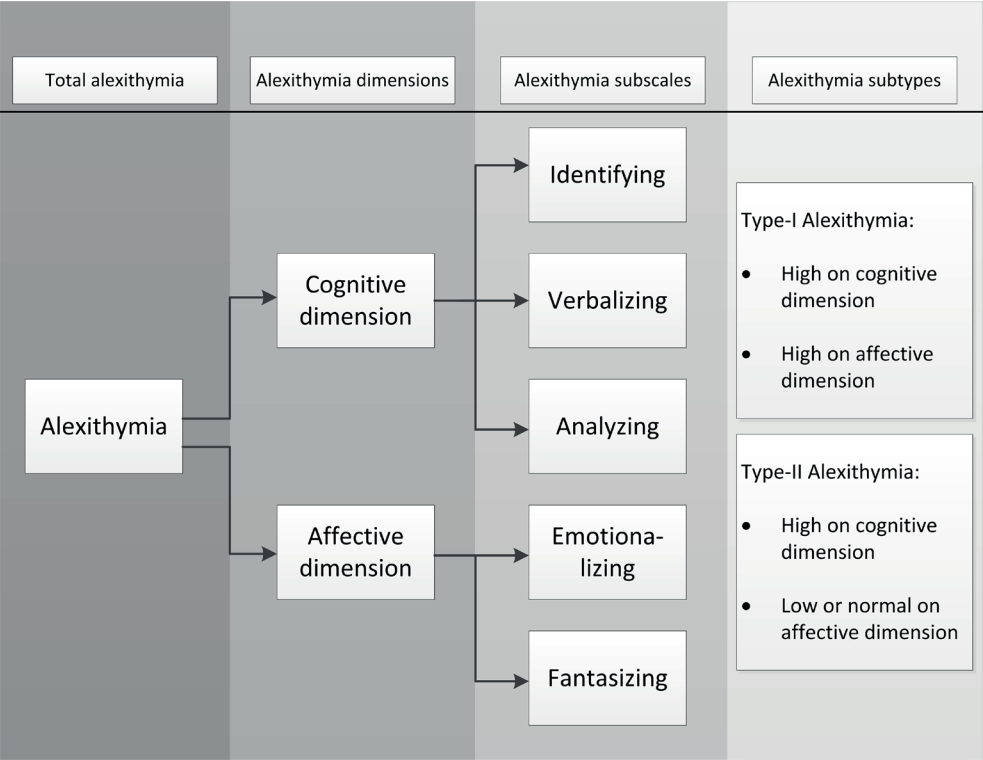 Total alexithymia
Alexithymia dimensions
Alexithymia subscales
Alexithymia subtypes
Alexithymia
Cognitive
dimension
Affective
dimension
Identifying
Verbalizing
Analyzing
Emotiona-
lizing
Fantasizing
Type-I Alexithymia:
• High on cognitive
dimension
• High on affective
dimension
Type-II Alexithymia:
• High on cognitive
dimension
• Low or normal on
affective dimension